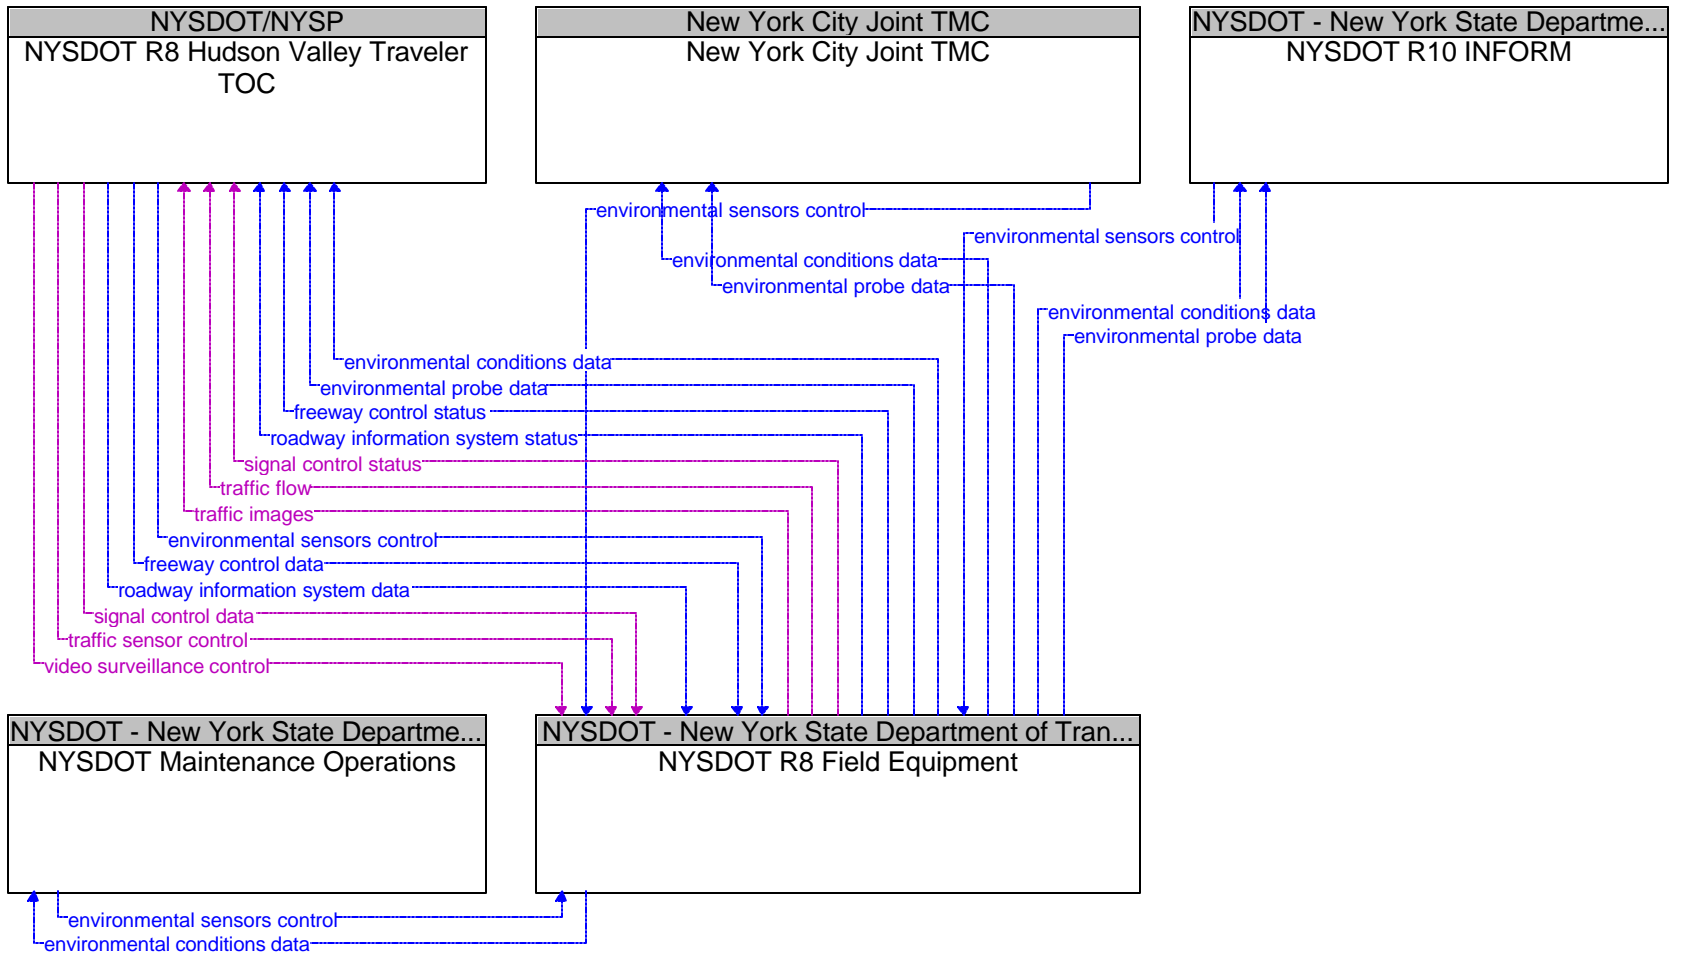 NYSDOT/NYSP
NYSDOT R8 Hudson Valley Traveler
TOC
New York City Joint TMC
New York City Joint TMC
NYSDOT - New York State Departme...
NYSDOT R10 INFORM
environmental sensors control
environmental sensors control
environmental conditions data
environmental probe data
environmental conditions data
environmental probe data
environmental conditions data
environmental probe data
freeway control status
roadway information system status
signal control status
traffic flow
traffic images
environmental sensors control
freeway control data
roadway information system data
signal control data
traffic sensor control
video surveillance control
NYSDOT - New York State Departme...
NYSDOT Maintenance Operations
NYSDOT - New York State Department of Tran...
NYSDOT R8 Field Equipment
environmental sensors control
environmental conditions data